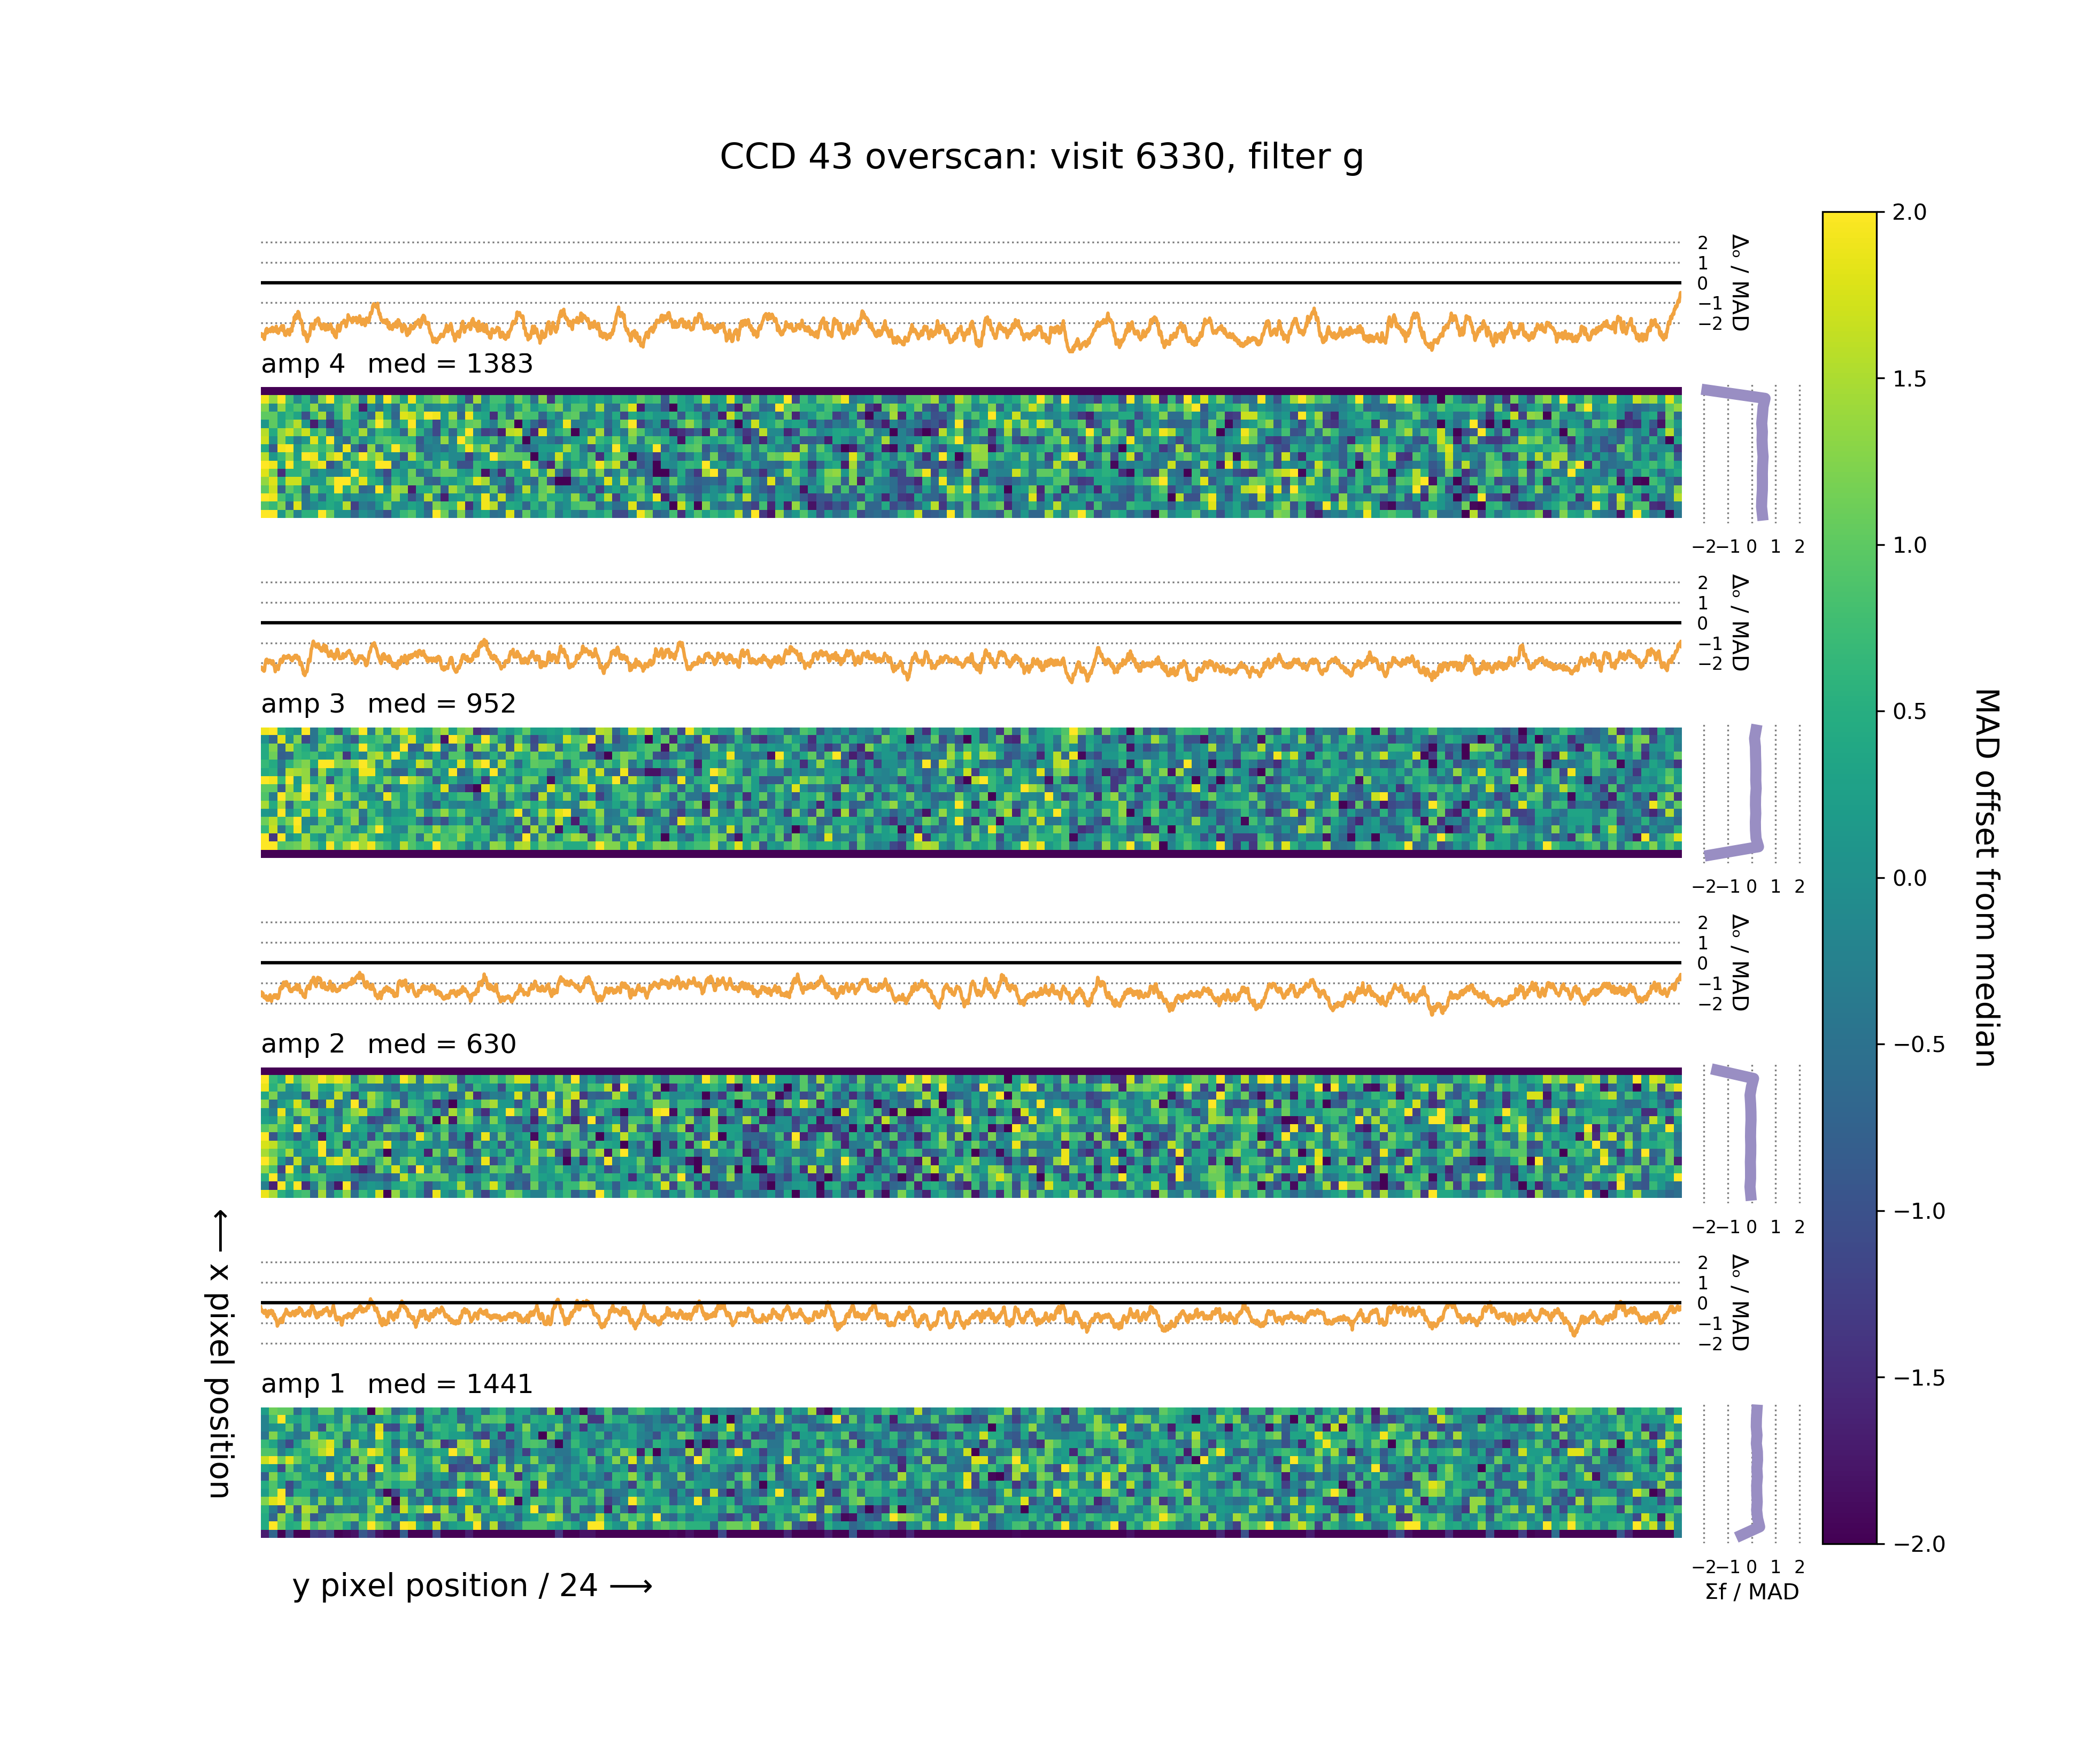 CCD 43 overscan: visit 6330, filter g
2
1
0
−1
−2
Δₒ / MAD
amp 4 med = 1383
−2 −1 0 1 2
2
1
0
−1
−2
Δₒ / MAD
amp 3 med = 952
−2 −1 0 1 2
2
1
0
−1
−2
Δₒ / MAD
amp 2 med = 630
−2 −1 0 1 2
2
1
0
−1
−2
Δₒ / MAD
amp 1 med = 1441
−2 −1 0 1 2
Σf / MAD
⟶ x pixel position
y pixel position / 24 ⟶
2.0
1.5
1.0
0.5
0.0
−0.5
−1.0
−1.5
−2.0
MAD offset from median